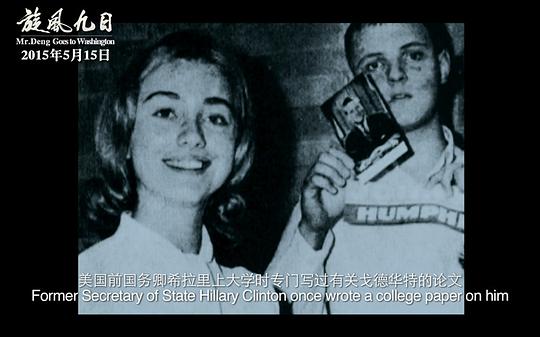 旋風九日
Mr.Deng Goes to Washington
2015年5月15日
HUMPH
美国前国务卿希拉里上大学时专门写过有关戈德华特的论文
Former Secretary of State Hillary Clinton once wrote a college paper on him